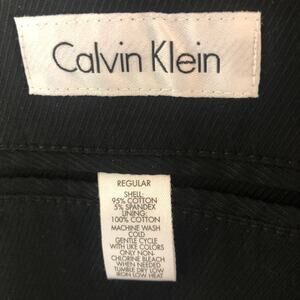 Calvin Klein
REGULAR
SHELL:
95% COTTON
5% SPANDEX
LINING:
100% COTTON
MACHINE WASH
COLD
GENTLE CYCLE
WITH LIKE COLORS
ONLY NON-
CHLORINE BLEACH
WHEN NEEDED
TUMBLE DRY LOW
IRON LOW HEAT